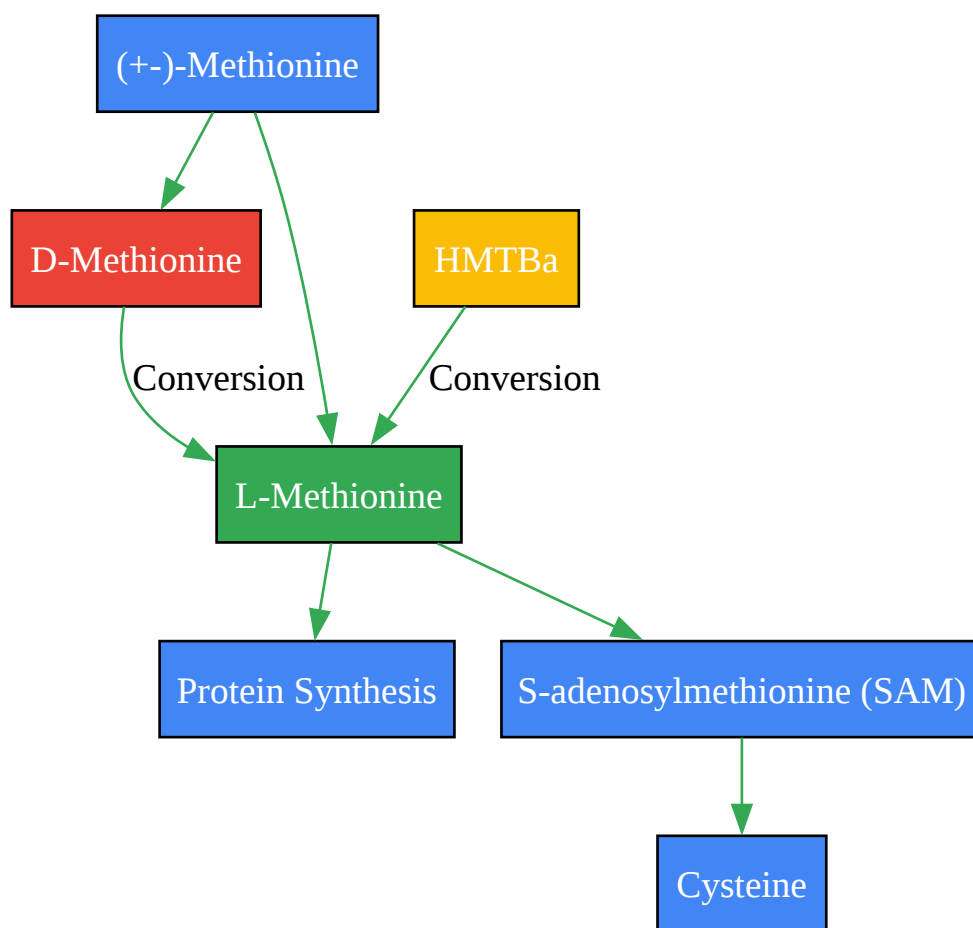 (+-)-Methionine
D-Methionine
HMTBa
Conversion
Conversion
L-Methionine
Protein Synthesis
S-adenosylmethionine (SAM)
Cysteine